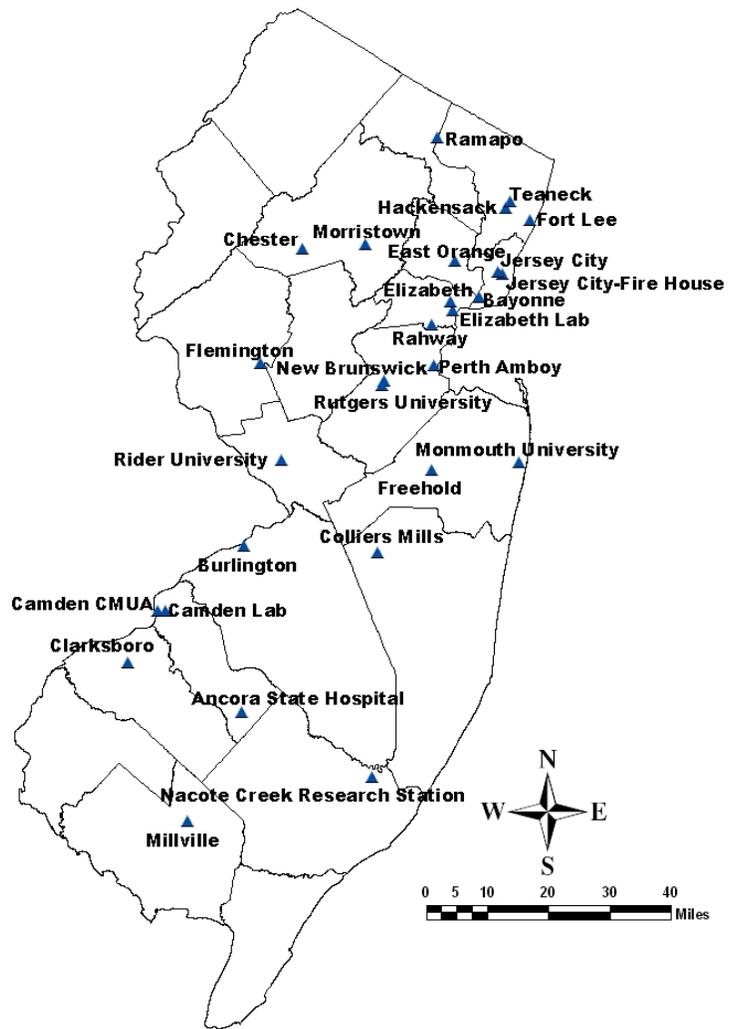 Ramapo
Teaneck
Hackensack
Fort Lee
Morristown
Chester
East Orange
Jersey City
Jersey City-Fire House
Elizabeth
Bayonne
Elizabeth Lab
Rahway
Flemington
New Brunswick
Perth Amboy
Rutgers University
Monmouth University
Rider University
Freehold
Colliers Mills
Burlington
Camden CMUA
Camden Lab
Clarksboro
Ancora State Hospital
Nacote Creek Research Station
Millville
N
W E
S
0 5 10 20 30 40
Miles